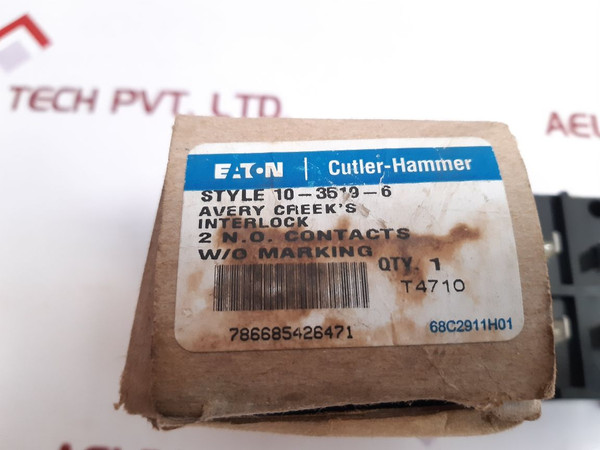 TECH PVT. LTD
AEL
EATON | Cutler-Hammer
STYLE 10-3519-6
AVERY CREEK'S
INTERLOCK
2 N.O. CONTACTS
W/O MARKING
QTY. 1
T4710
786685426471
68C2911H01
AEL